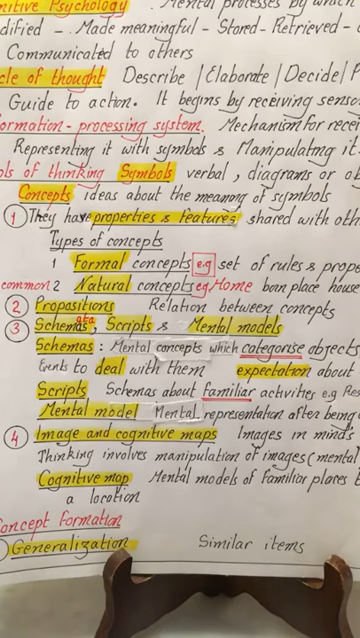 nitive Psychology. Mental processes by which
dified - Made meaningful - Stored - Retrieved -
Communicated to others
cle of thought Describe / Elaborate / Decide / P
Guide to action. It begins by receiving senso
formation-processing system. Mechanism for recei
Representing it with symbols & Manipulating it.
ols of thinking Symbols verbal, diagrams or ob
Concepts ideas about the meaning of symbols
1 They have properties & features shared with oth
Types of concepts
1 Formal concepts e.g set of rules & prope
common 2 Natural concepts eg Home barn place house
2 Propositions Relation between concepts
3 Schemas ata, Scripts & Mental models
Schemas : Mental concepts which categorise objects
Events to deal with them expectation about
Scripts Schemas about familiar activities e.g Res
Mental model Mental representation after being
4 Image and cognitive maps Images in minds
Thinking involves manipulation of images (mental
Cognitive map Mental models of familiar places &
a location
Concept formation
Generalization Similar items